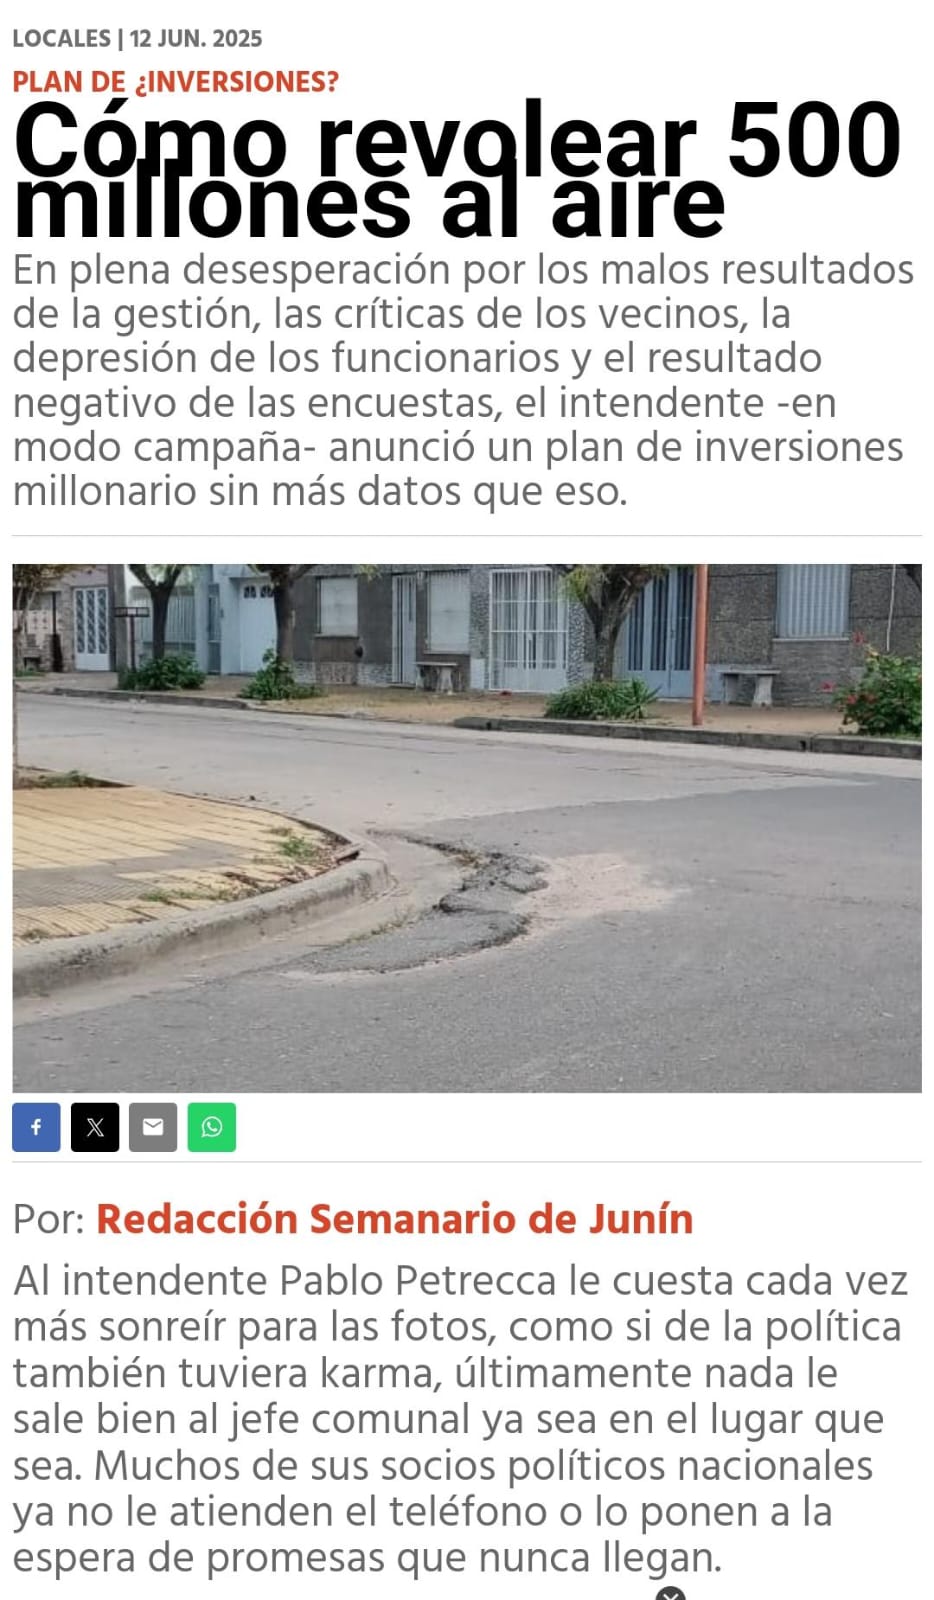 LOCALES | 12 JUN. 2025
PLAN DE ¿INVERSIONES?
Cómo revolear 500
millones al aire
En plena desesperación por los malos resultados
de la gestión, las críticas de los vecinos, la
depresión de los funcionarios y el resultado
negativo de las encuestas, el intendente -en
modo campaña- anunció un plan de inversiones
millonario sin más datos que eso.
Por: Redacción Semanario de Junín
Al intendente Pablo Petrecca le cuesta cada vez
más sonreír para las fotos, como si de la política
también tuviera karma, últimamente nada le
sale bien al jefe comunal ya sea en el lugar que
sea. Muchos de sus socios políticos nacionales
ya no le atienden el teléfono o lo ponen a la
espera de promesas que nunca llegan.